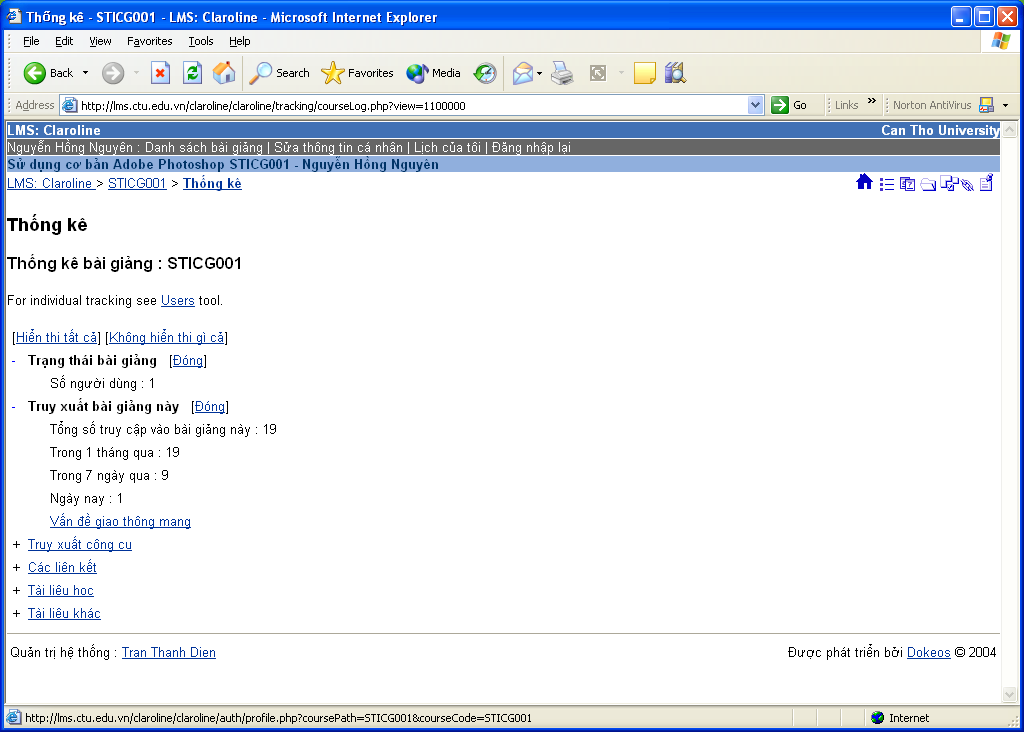 Thống kê - STICG001 - LMS: Claroline - Microsoft Internet Explorer
File Edit View Favorites Tools Help
Back Search Favorites Media
Address http://lms.ctu.edu.vn/claroline/claroline/tracking/courseLog.php?view=1100000 Go Links » Norton AntiVirus
LMS: Claroline Can Tho University
Nguyễn Hồng Nguyên : Danh sách bài giảng | Sửa thông tin cá nhân | Lịch của tôi | Đăng nhập lại
Sử dụng cơ bản Adobe Photoshop STICG001 - Nguyễn Hồng Nguyên
LMS: Claroline > STICG001 > Thống kê
Thống kê
Thống kê bài giảng : STICG001
For individual tracking see Users tool.
[Hiển thi tất cả] [Không hiển thi gì cả]
- Trạng thái bài giảng [Đóng]
Số người dùng : 1
- Truy xuất bài giảng này [Đóng]
Tổng số truy cập vào bài giảng này : 19
Trong 1 tháng qua : 19
Trong 7 ngày qua : 9
Ngày nay : 1
Vấn đề giao thông mang
+ Truy xuất công cu
+ Các liên kết
+ Tài liêu hoc
+ Tài liêu khác
Quản trị hệ thống : Tran Thanh Dien Được phát triển bởi Dokeos © 2004
http://lms.ctu.edu.vn/claroline/claroline/auth/profile.php?coursePath=STICG001&courseCode=STICG001 Internet